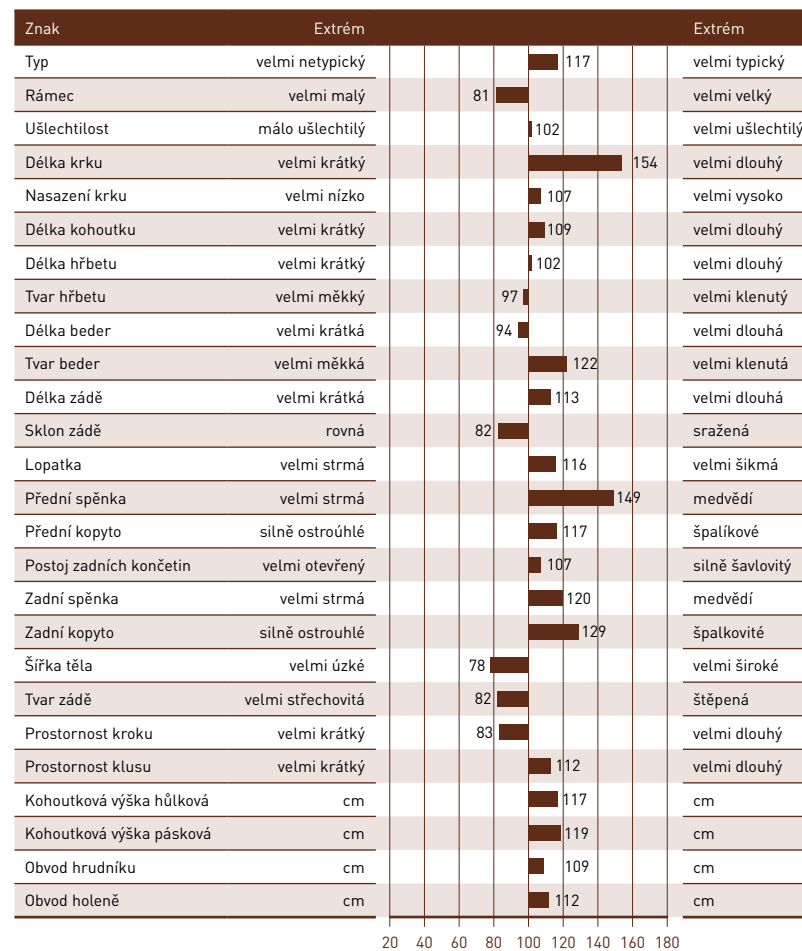 Znak Extrém Extrém
Typ velmi netypický 117 velmi typický
Rámec velmi malý 81 velmi velký
Ušlechtilost málo ušlechtilý 102 velmi ušlechtilý
Délka krku velmi krátký 154 velmi dlouhý
Nasazení krku velmi nízko 107 velmi vysoko
Délka kohoutku velmi krátký 109 velmi dlouhý
Délka hřbetu velmi krátký 102 velmi dlouhý
Tvar hřbetu velmi měkký 97 velmi klenutý
Délka beder velmi krátká 94 velmi dlouhá
Tvar beder velmi měkká 122 velmi klenutá
Délka zádě velmi krátká 113 velmi dlouhá
Sklon zádě rovná 82 sražená
Lopatka velmi strmá 116 velmi šikmá
Přední spěnka velmi strmá 149 medvědí
Přední kopyto silně ostroúhlé 117 špalíkové
Postoj zadních končetin velmi otevřený 107 silně šavlovitý
Zadní spěnka velmi strmá 120 medvědí
Zadní kopyto silně ostrouhlé 129 špalkovité
Šířka těla velmi úzké 78 velmi široké
Tvar zádě velmi střechovitá 82 štěpená
Prostornost kroku velmi krátký 83 velmi dlouhý
Prostornost klusu velmi krátký 112 velmi dlouhý
Kohoutková výška hůlková cm 117 cm
Kohoutková výška pásková cm 119 cm
Obvod hrudníku cm 109 cm
Obvod holeně cm 112 cm
20 40 60 80 100 120 140 160 180